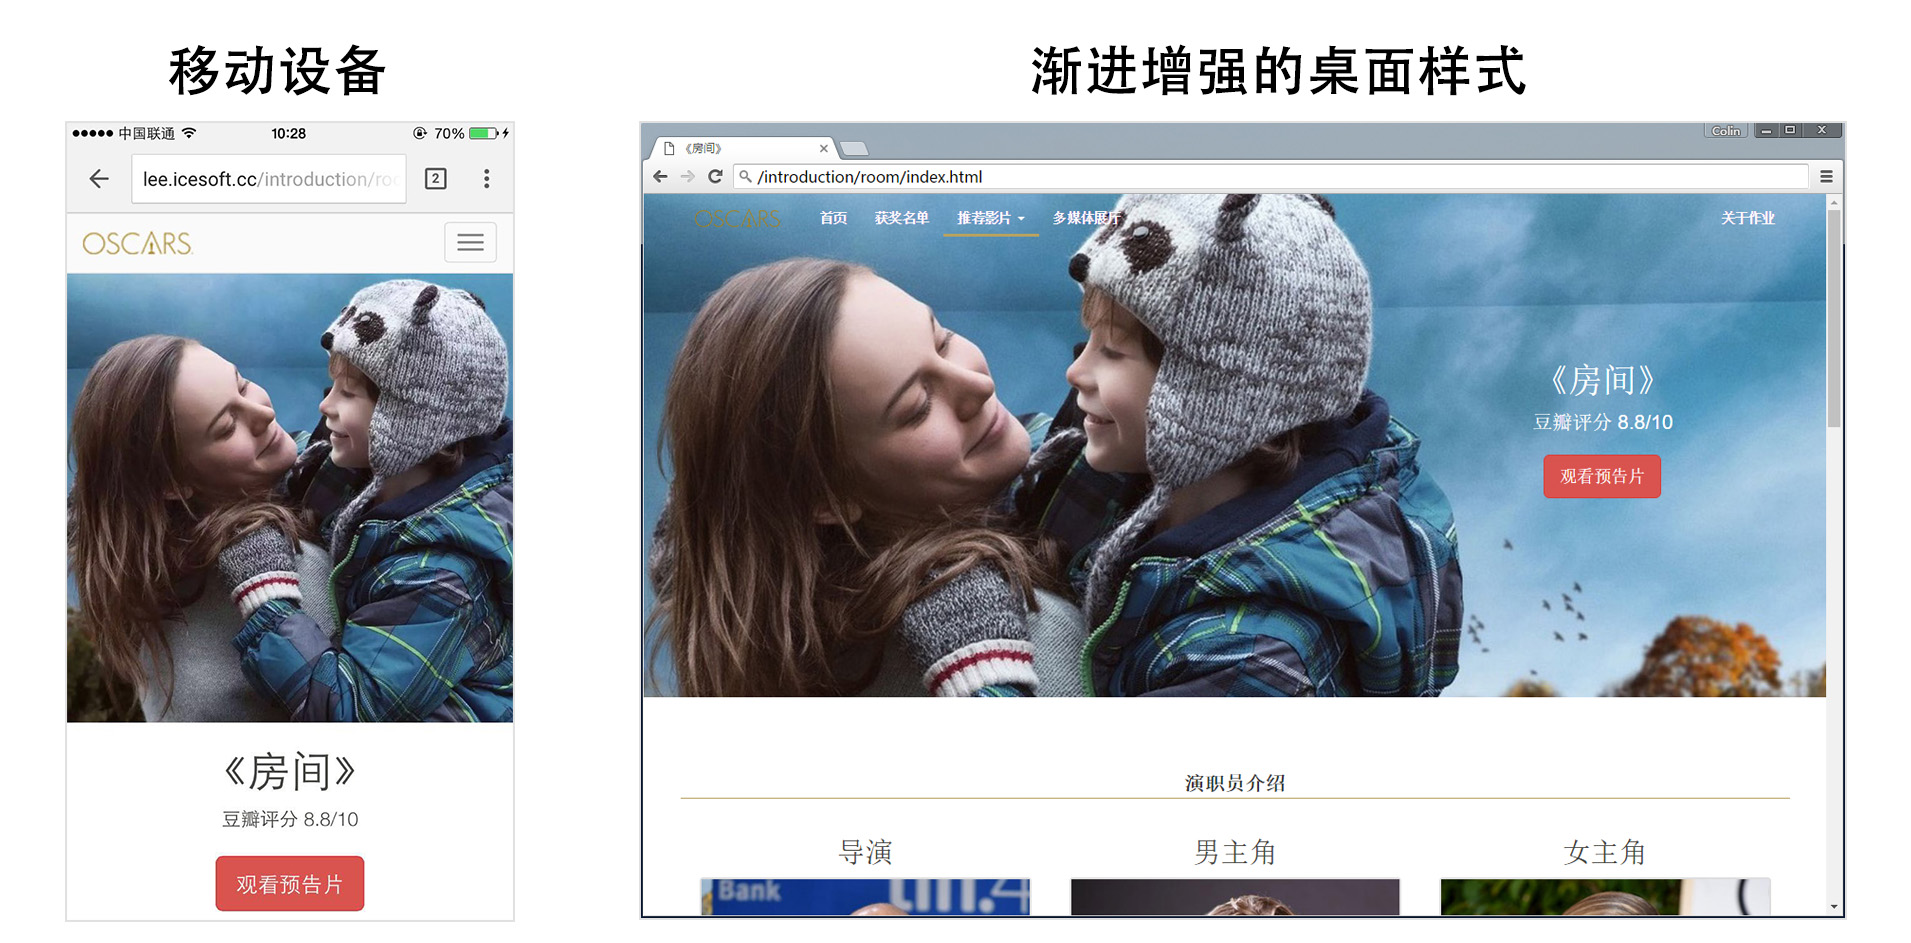 移动设备
渐进增强的桌面样式
中国联通 10:28 70%
lee.icesoft.cc/introduction/roo
2
OSCARS
《房间》
豆瓣评分 8.8/10
观看预告片
Colin
《房间》
/introduction/room/index.html
OSCARS 首页 获奖名单 推荐影片 多媒体展厅 关于作业
《房间》
豆瓣评分 8.8/10
观看预告片
演职员介绍
导演 男主角 女主角
Bank